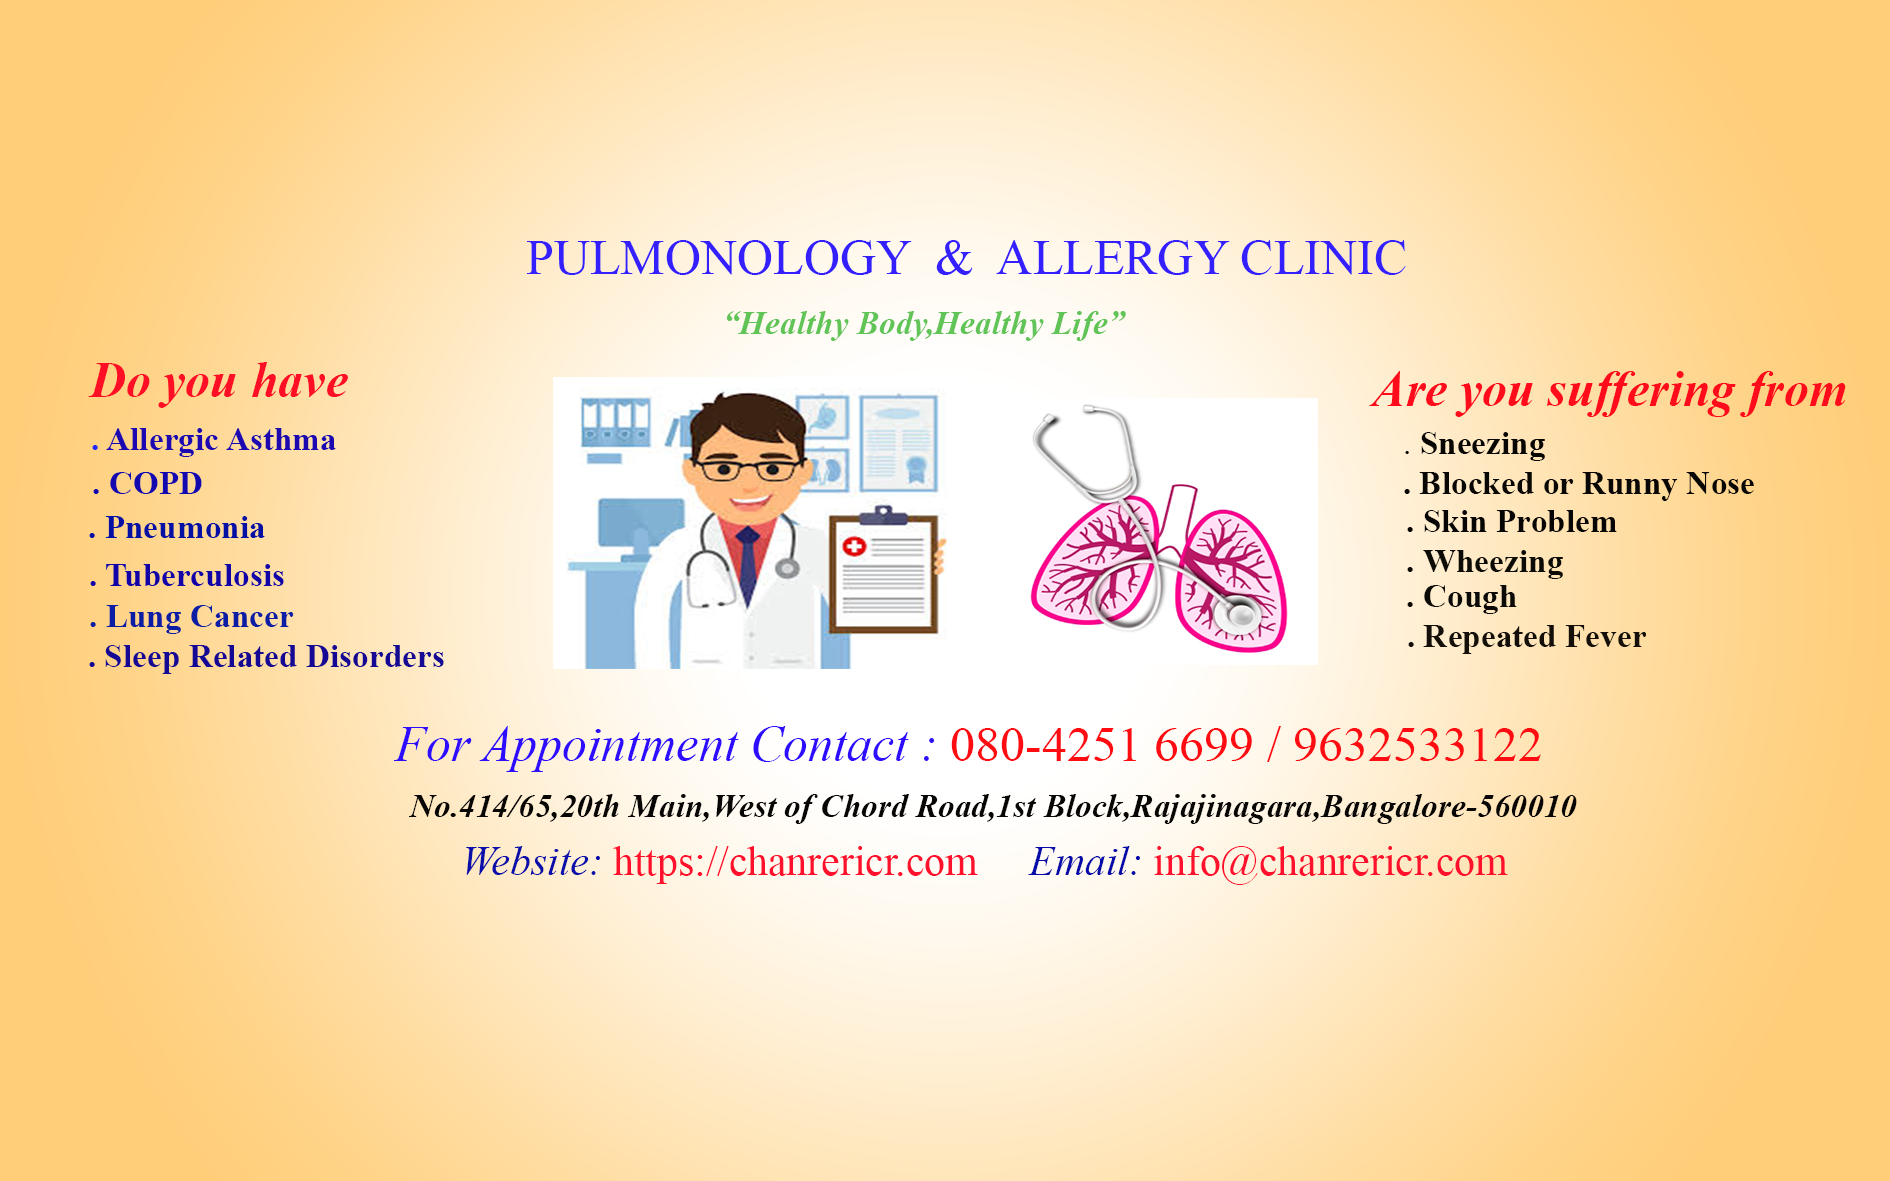 PULMONOLOGY & ALLERGY CLINIC
“Healthy Body,Healthy Life”
Do you have
. Allergic Asthma
. COPD
. Pneumonia
. Tuberculosis
. Lung Cancer
. Sleep Related Disorders
Are you suffering from
. Sneezing
. Blocked or Runny Nose
. Skin Problem
. Wheezing
. Cough
. Repeated Fever
For Appointment Contact : 080-4251 6699 / 9632533122
No.414/65,20th Main,West of Chord Road,1st Block,Rajajinagara,Bangalore-560010
Website: https://chanrericr.com Email: info@chanrericr.com